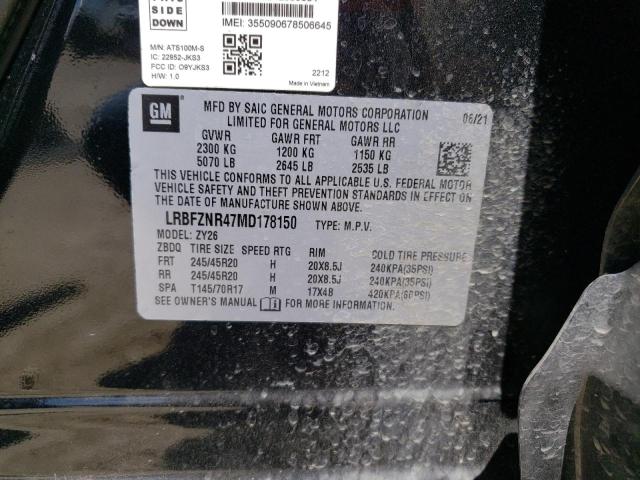 SIDE
DOWN
IMEI: 355090678506645
M/N: ATS100M-S
IC: 22952-JKS3
FCC ID: O9YJKS3
H/W: 1.0
2212
Made in Vietnam
GM
MFD BY SAIC GENERAL MOTORS CORPORATION
LIMITED FOR GENERAL MOTORS LLC
06/21
GVWR GAWR FRT GAWR RR
2300 KG 1200 KG 1150 KG
5070 LB 2645 LB 2535 LB
THIS VEHICLE CONFORMS TO ALL APPLICABLE U.S. FEDERAL MOTOR
VEHICLE SAFETY AND THEFT PREVENTION STANDARDS IN EFFECT ON
THE DATE OF MANUFACTURE SHOWN ABOVE.
LRBFZNR47MD178150 TYPE: M.P.V.
MODEL: ZY26
ZBDQ TIRE SIZE SPEED RTG RIM COLD TIRE PRESSURE
FRT 245/45R20 H 20X8.5J 240KPA(35PSI)
RR 245/45R20 H 20X8.5J 240KPA(35PSI)
SPA T145/70R17 M 17X4B 420KPA(60PSI)
SEE OWNER'S MANUAL FOR MORE INFORMATION.